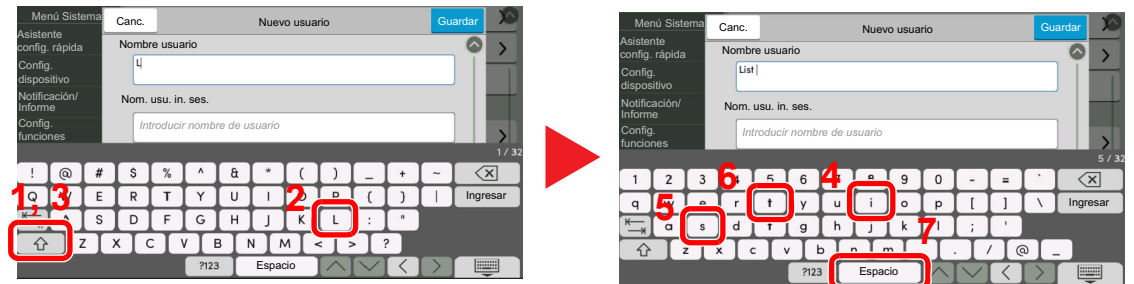 Menú Sistema
Canc.
Nuevo usuario
Guardar
Asistente
config. rápida
Nombre usuario
L
Config.
dispositivo
Notificación/
Informe
Nom. usu. in. ses.
Config.
funciones
Introducir nombre de usuario
1 / 32
! @ # $ % ^ & * ( ) _ + ~
Q E R T Y U I P { } | Ingresar
S D F G H J K L : "
Z X C V B N M < > ?
?123 Espacio
1, 3
2
Menú Sistema
Canc.
Nuevo usuario
Guardar
Asistente
config. rápida
Nombre usuario
List
Config.
dispositivo
Notificación/
Informe
Nom. usu. in. ses.
Config.
funciones
Introducir nombre de usuario
5 / 32
1 2 3 5 6 8 9 0 - = ` 
q e r t y u i o p [ ] \ Ingresar
a s d f g h j k l ; '
z x c v b n m . / @ _
?123 Espacio
6
4
5
7